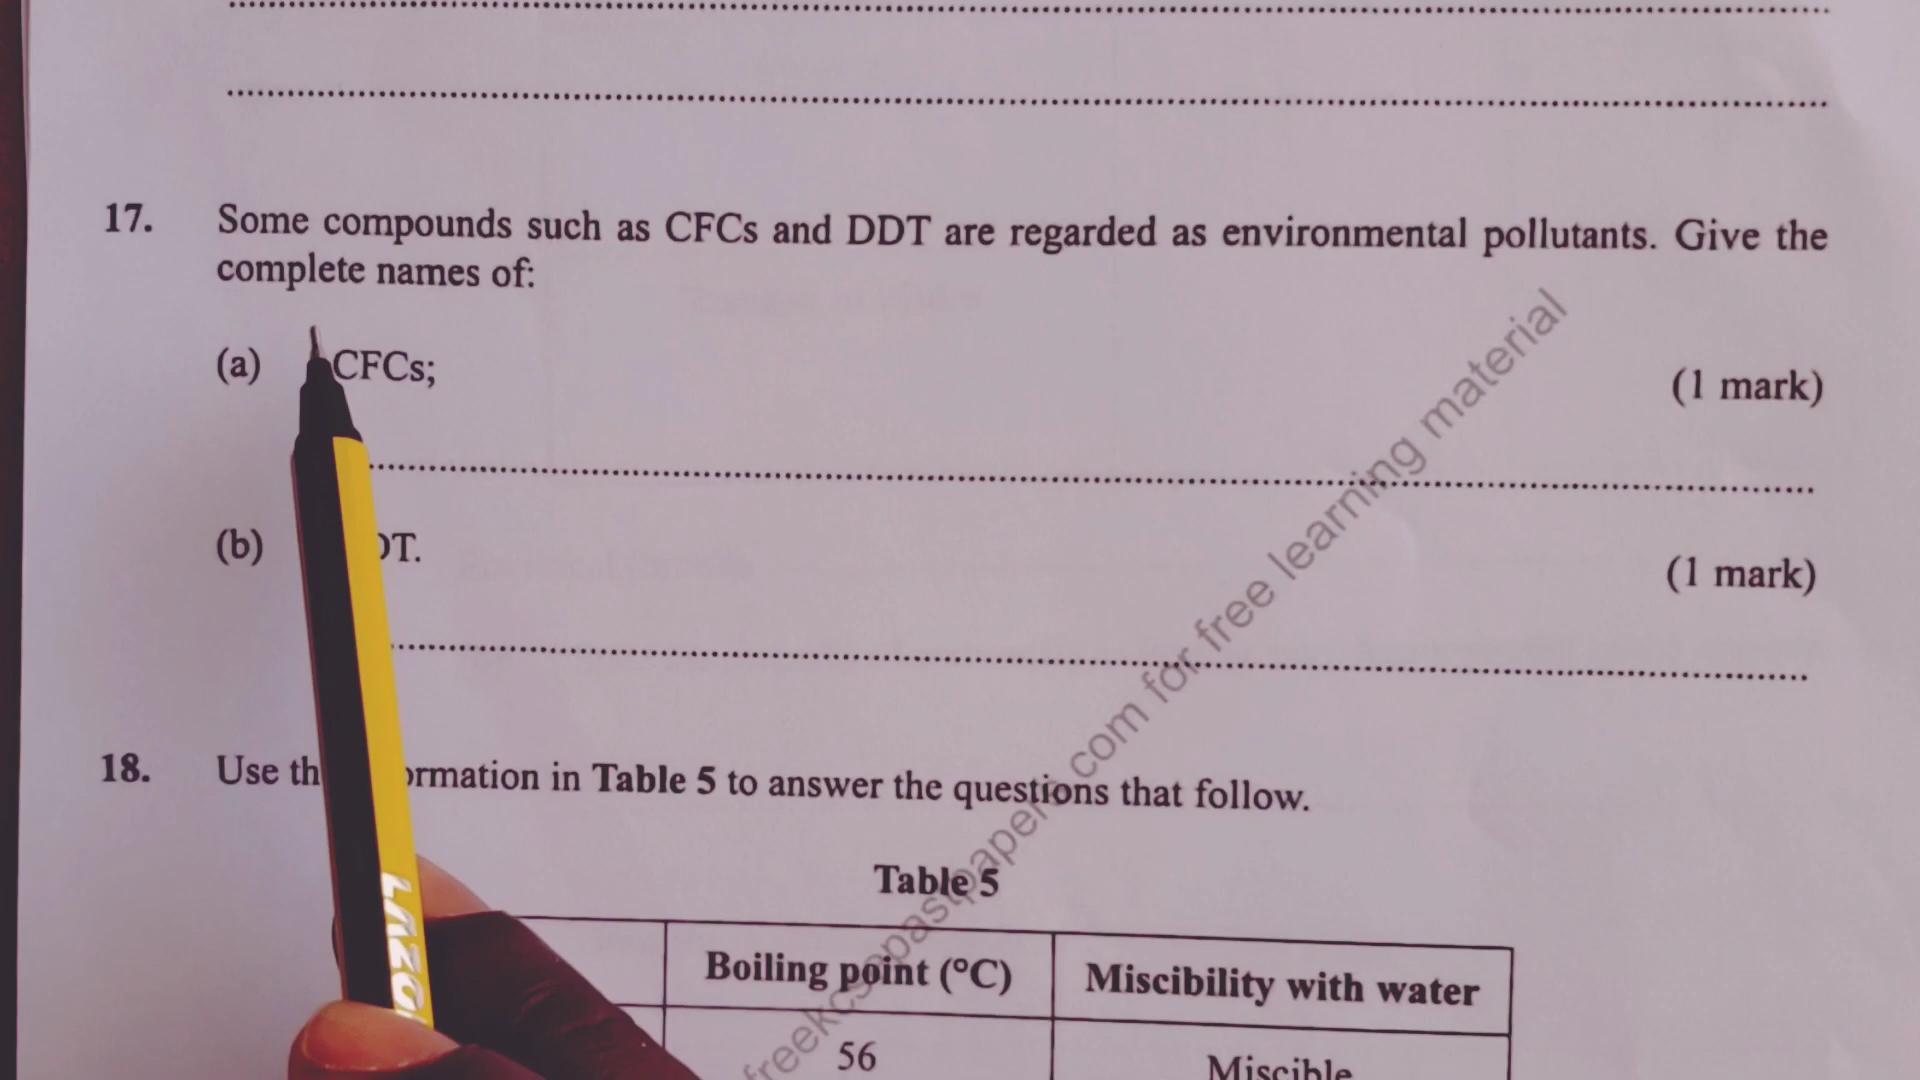 17. Some compounds such as CFCs and DDT are regarded as environmental pollutants. Give the
complete names of:
(a) CFCs; (1 mark)
(b) DT. (1 mark)
18. Use th ormation in Table 5 to answer the questions that follow.
Table 5
Boiling point (°C) Miscibility with water
56 Miscible
com for free learning material